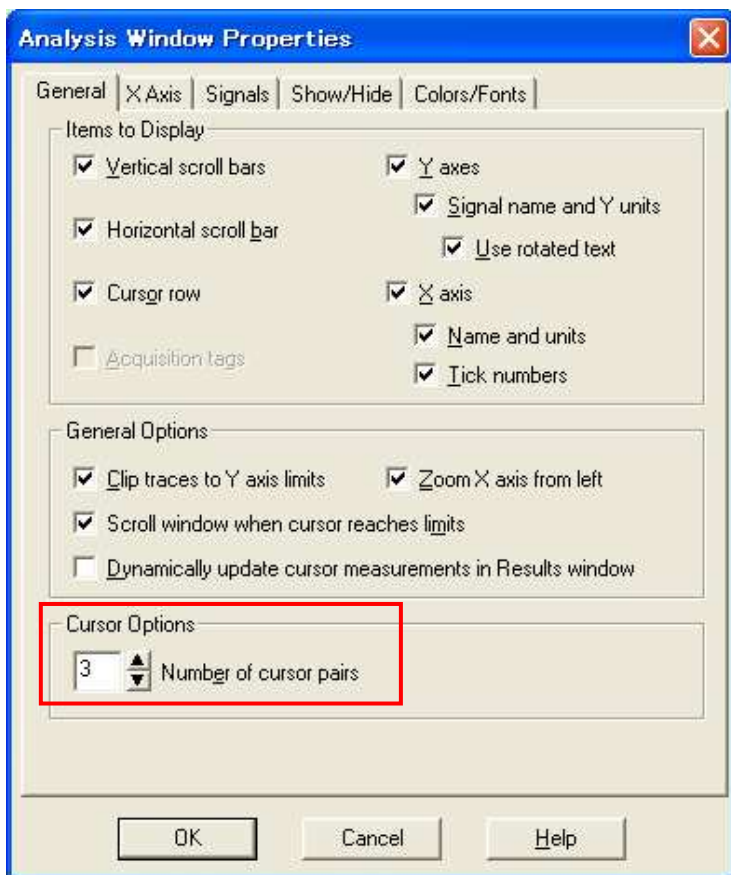 Analysis Window Properties
General X Axis Signals Show/Hide Colors/Fonts
Items to Display
Vertical scroll bars
Y axes
Signal name and Y units
Horizontal scroll bar
Use rotated text
Cursor row
X axis
Name and units
Acquisition tags
Tick numbers
General Options
Clip traces to Y axis limits
Zoom X axis from left
Scroll window when cursor reaches limits
Dynamically update cursor measurements in Results window
Cursor Options
3 Number of cursor pairs
OK Cancel Help